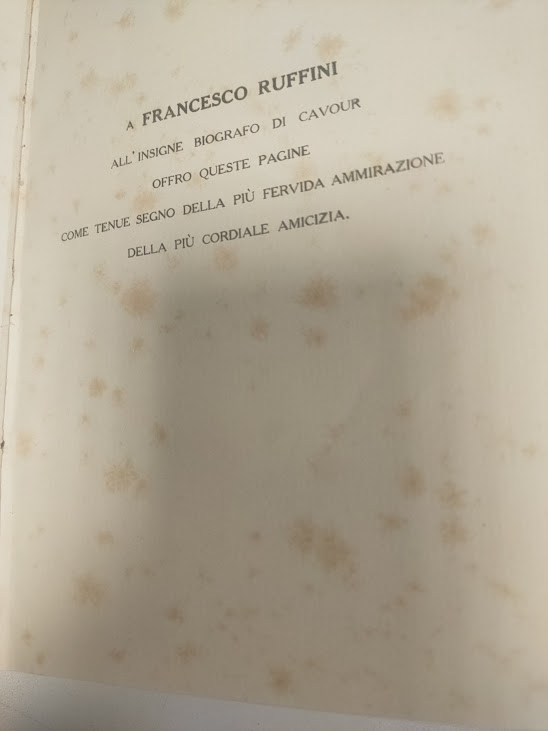 A FRANCESCO RUFFINI
ALL'INSIGNE BIOGRAFO DI CAVOUR
OFFRO QUESTE PAGINE
COME TENUE SEGNO DELLA PIÙ FERVIDA AMMIRAZIONE
DELLA PIÙ CORDIALE AMICIZIA.